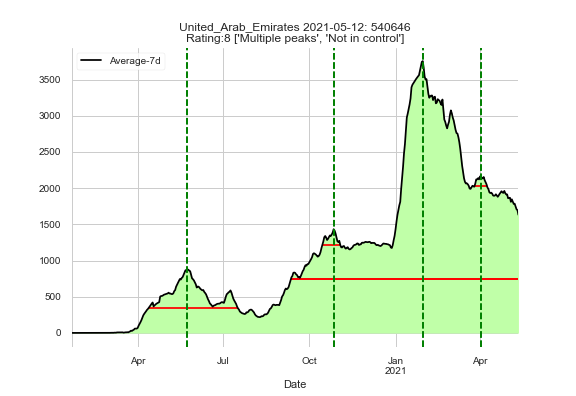 United_Arab_Emirates 2021-05-12: 540646
Rating:8 ['Multiple peaks', 'Not in control']
Average-7d
3500
3000
2500
2000
1500
1000
500
0
Apr Jul Oct Jan Apr
2021
Date